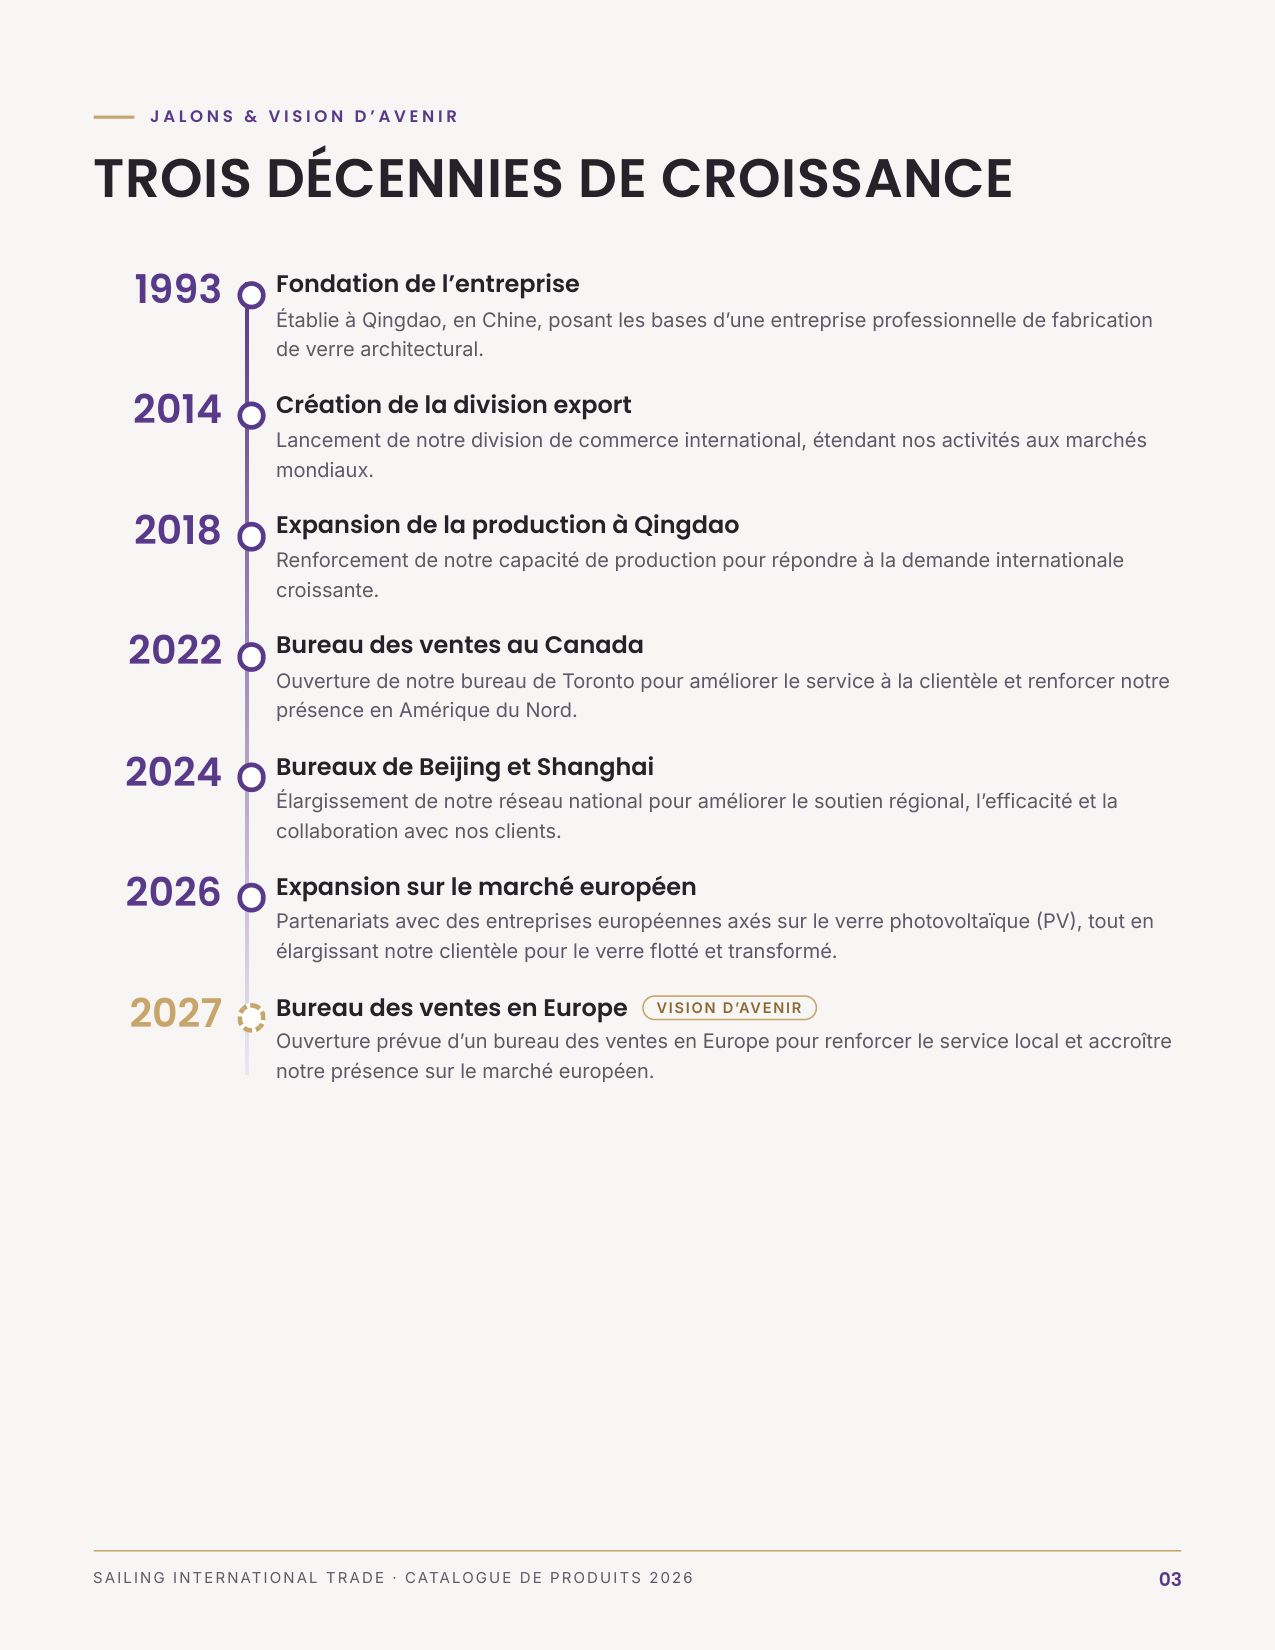 JALONS & VISION D’AVENIR
TROIS DÉCENNIES DE CROISSANCE
1993
Fondation de l’entreprise
Établie à Qingdao, en Chine, posant les bases d’une entreprise professionnelle de fabrication
de verre architectural.
2014
Création de la division export
Lancement de notre division de commerce international, étendant nos activités aux marchés
mondiaux.
2018
Expansion de la production à Qingdao
Renforcement de notre capacité de production pour répondre à la demande internationale
croissante.
2022
Bureau des ventes au Canada
Ouverture de notre bureau de Toronto pour améliorer le service à la clientèle et renforcer notre
présence en Amérique du Nord.
2024
Bureaux de Beijing et Shanghai
Élargissement de notre réseau national pour améliorer le soutien régional, l’efficacité et la
collaboration avec nos clients.
2026
Expansion sur le marché européen
Partenariats avec des entreprises européennes axés sur le verre photovoltaïque (PV), tout en
élargissant notre clientèle pour le verre flotté et transformé.
2027
Bureau des ventes en Europe VISION D’AVENIR
Ouverture prévue d’un bureau des ventes en Europe pour renforcer le service local et accroître
notre présence sur le marché européen.
SAILING INTERNATIONAL TRADE · CATALOGUE DE PRODUITS 2026
03